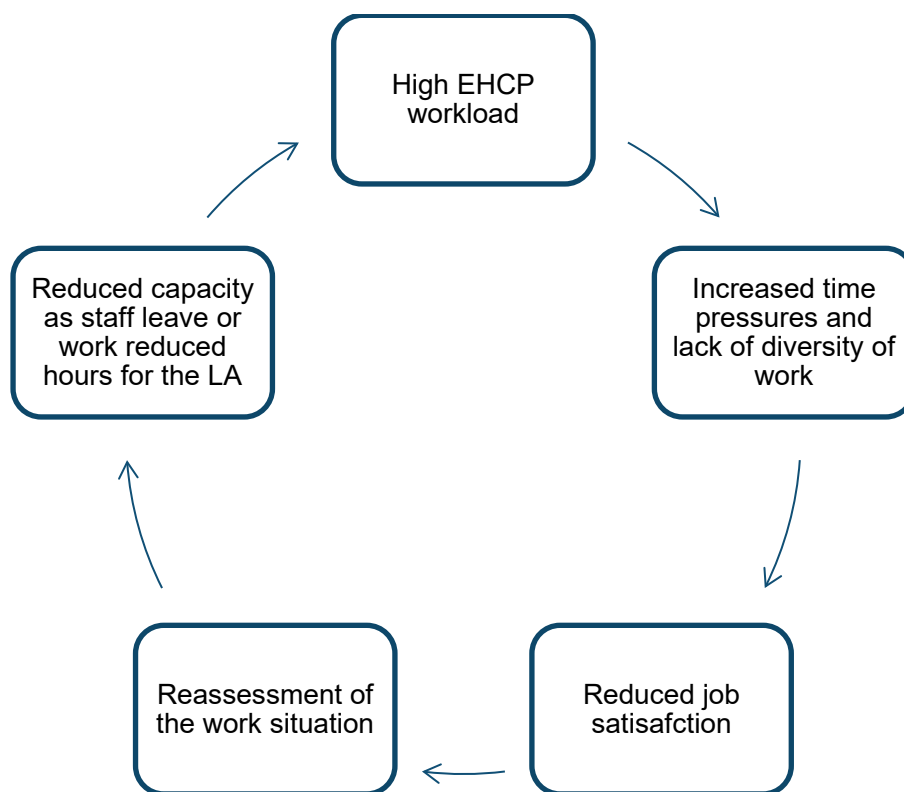 High EHCP
workload
Increased time
pressures and
lack of diversity of
work
Reduced job
satisafction
Reassessment of
the work situation
Reduced capacity
as staff leave or
work reduced
hours for the LA